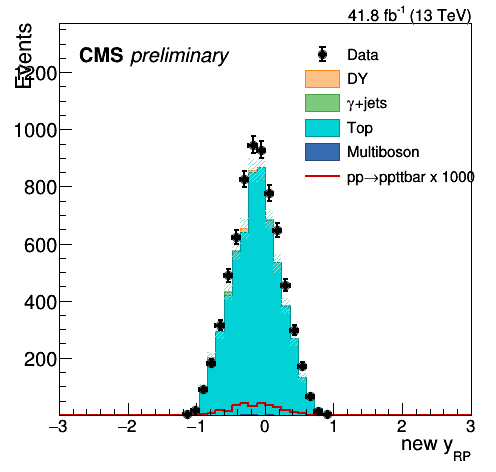 41.8 fb⁻¹ (13 TeV)
Events
CMS preliminary
Data
DY
γ+jets
Top
Multiboson
pp→ppttbar x 1000
1200
1000
800
600
400
200
−3 −2 −1 0 1 2 3
new y_RP